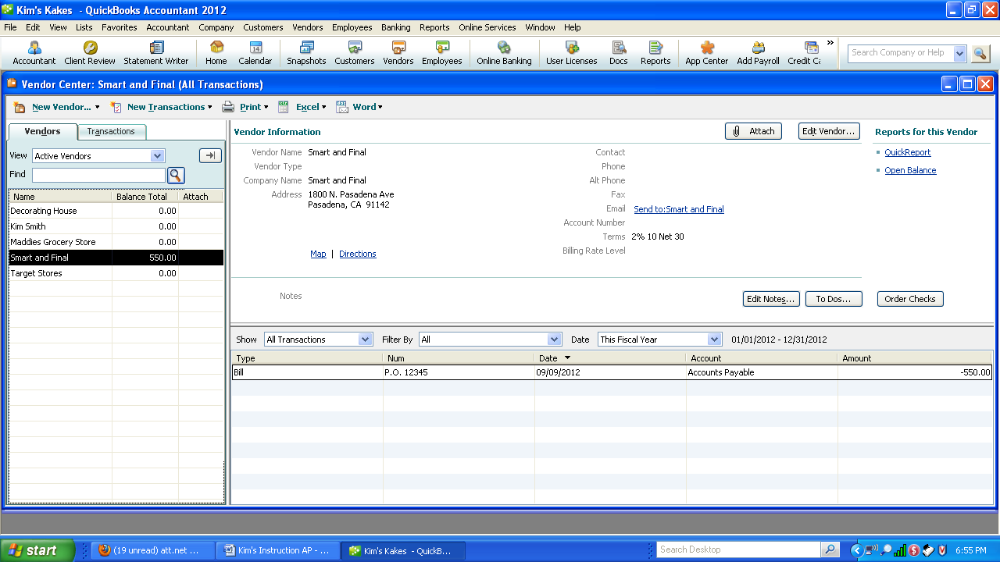 Kim's Kakes - QuickBooks Accountant 2012
File Edit View Lists Favorites Accountant Company Customers Vendors Employees Banking Reports Online Services Window Help
Accountant Client Review Statement Writer Home Calendar Snapshots Customers Vendors Employees Online Banking User Licenses Docs Reports App Center Add Payroll Credit Ca »
Search Company or Help
Vendor Center: Smart and Final (All Transactions)
New Vendor... New Transactions Print Excel Word
Vendors Transactions
View Active Vendors
Find
Name Balance Total Attach
Decorating House 0.00
Kim Smith 0.00
Maddies Grocery Store 0.00
Smart and Final 550.00
Target Stores 0.00
Vendor Information Attach Edit Vendor...
Vendor Name Smart and Final
Vendor Type
Company Name Smart and Final
Address 1800 N. Pasadena Ave
Pasadena, CA 91142
Map | Directions
Contact
Phone
Alt Phone
Fax
Email Send to:Smart and Final
Account Number
Terms 2% 10 Net 30
Billing Rate Level
Reports for this Vendor
QuickReport
Open Balance
Notes
Edit Notes... To Dos... Order Checks
Show All Transactions Filter By All Date This Fiscal Year 01/01/2012 - 12/31/2012
Type Num Date Account Amount
Bill P.O. 12345 09/09/2012 Accounts Payable -550.00
start (19 unread) att.net ... Kim's Instruction AP - ... Kim's Kakes - QuickB... Search Desktop 6:55 PM